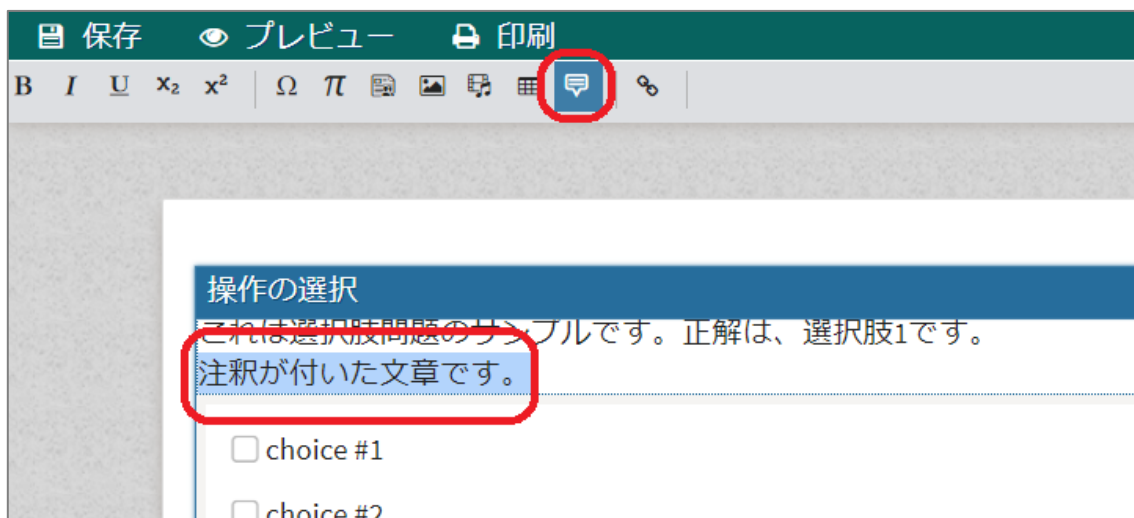 保存 プレビュー 印刷
B I U x₂ x² Ω π
操作の選択
これは選択肢問題のサンプルです。正解は、選択肢1です。
注釈が付いた文章です。
choice #1
choice #2